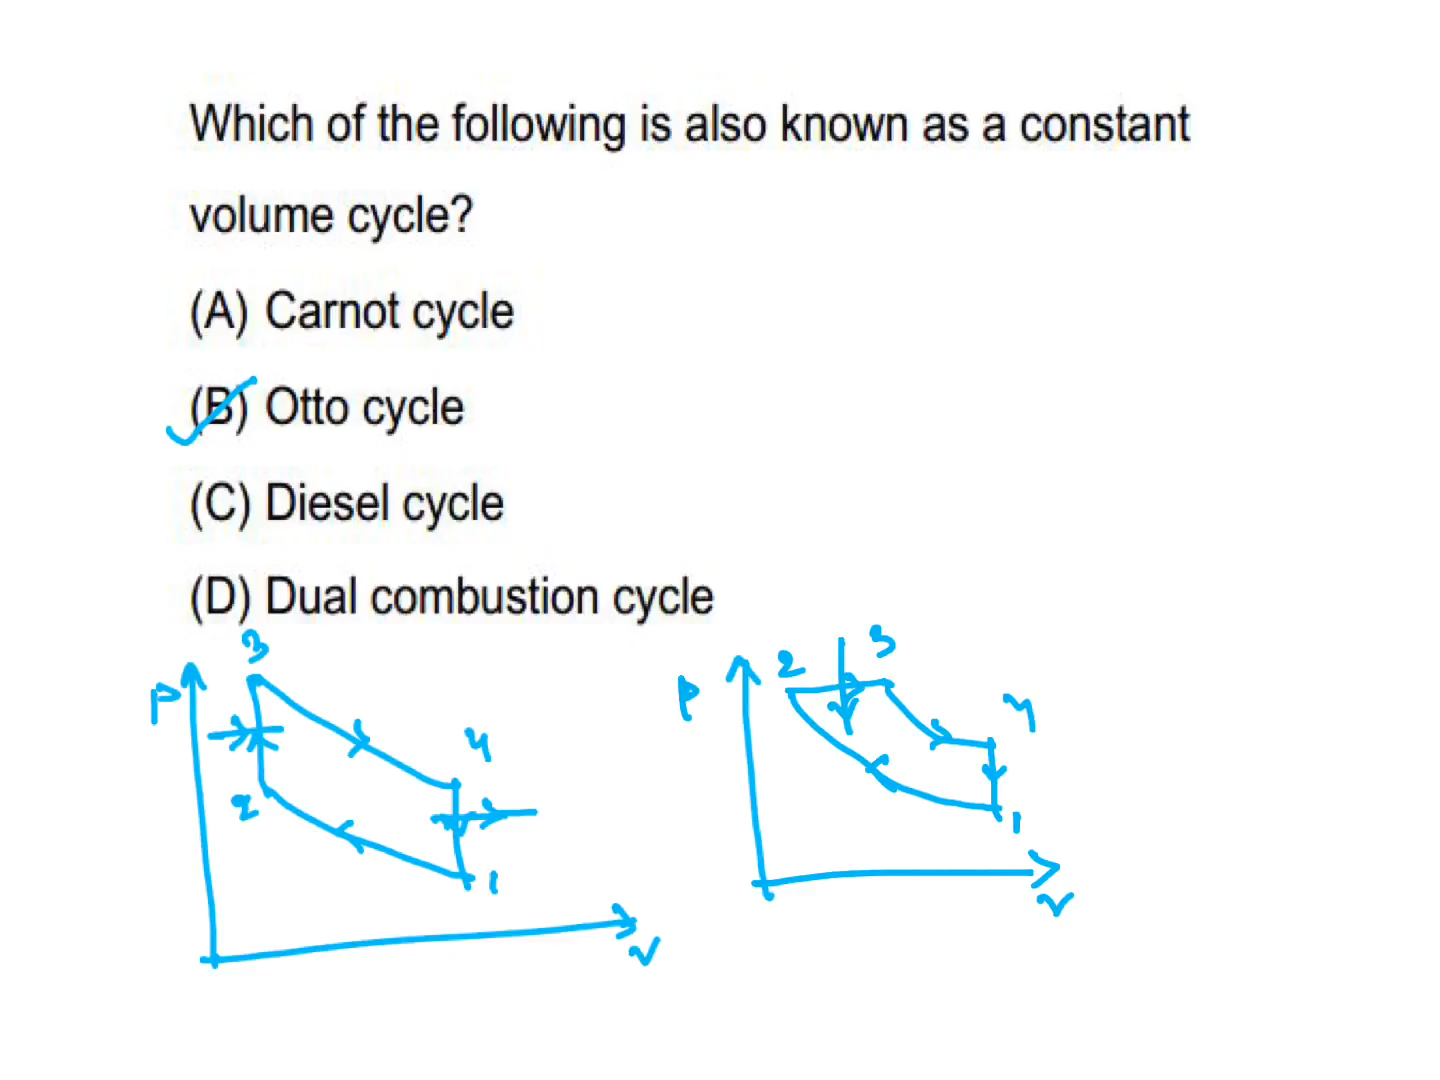 Which of the following is also known as a constant
volume cycle?
(A) Carnot cycle
(B) Otto cycle
(C) Diesel cycle
(D) Dual combustion cycle
P
3
4
2
1
V
P
2
3
4
1
V